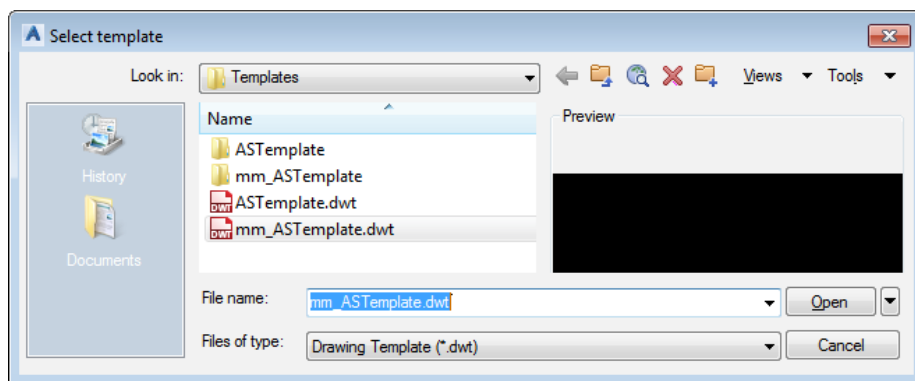 Select template
Look in:
Templates
Views
Tools
History
Documents
Name
ASTemplate
mm_ASTemplate
ASTemplate.dwt
mm_ASTemplate.dwt
Preview
File name:
mm_ASTemplate.dwt
Open
Files of type:
Drawing Template (*.dwt)
Cancel